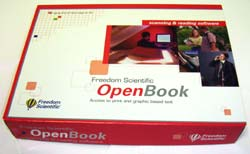 scanning & reading software
Freedom Scientific
OpenBook
Access to print and graphic based text
Freedom
Scientific
OpenBook